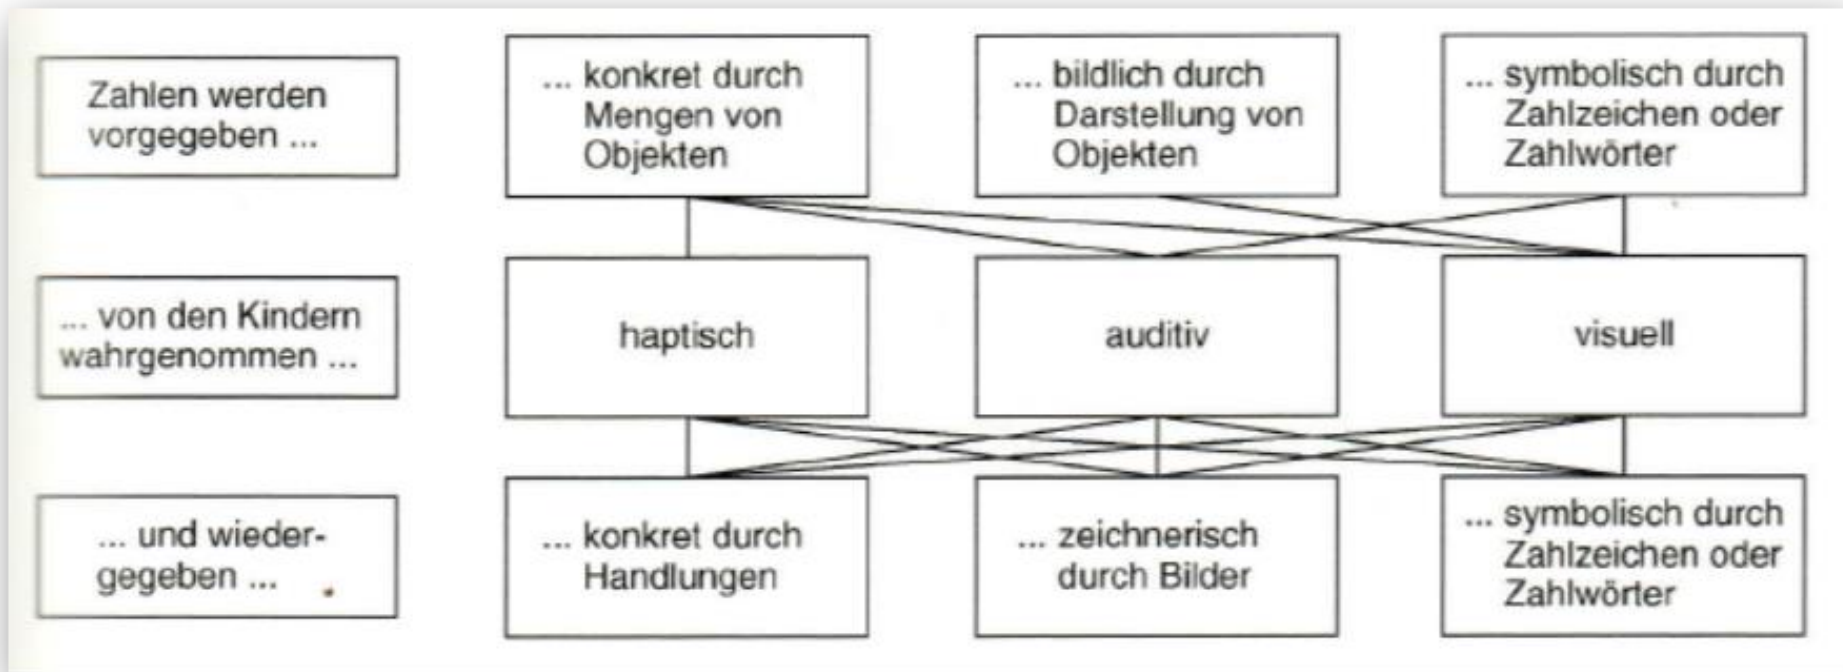 Zahlen werden
vorgegeben ...
... konkret durch
Mengen von
Objekten
... bildlich durch
Darstellung von
Objekten
... symbolisch durch
Zahlzeichen oder
Zahlwörter
... von den Kindern
wahrgenommen ...
haptisch
auditiv
visuell
... und wieder-
gegeben ...
... konkret durch
Handlungen
... zeichnerisch
durch Bilder
... symbolisch durch
Zahlzeichen oder
Zahlwörter